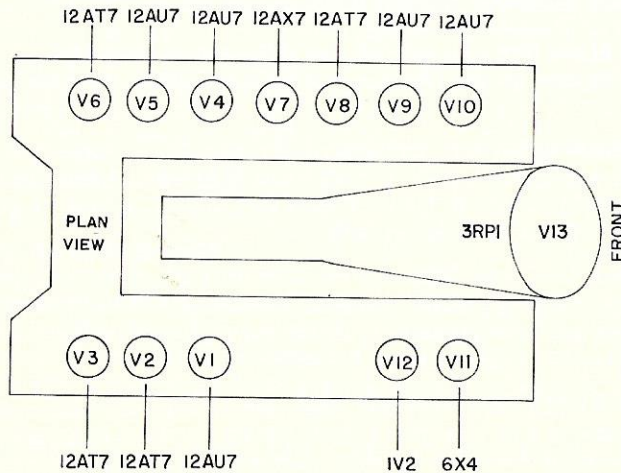 12AT7 12AU7 12AU7 12AX7 12AT7 12AU7 12AU7
V6 V5 V4 V7 V8 V9 V10
PLAN
VIEW
3RP1 V13
FRONT
V3 V2 V1 V12 V11
12AT7 12AT7 12AU7 1V2 6X4